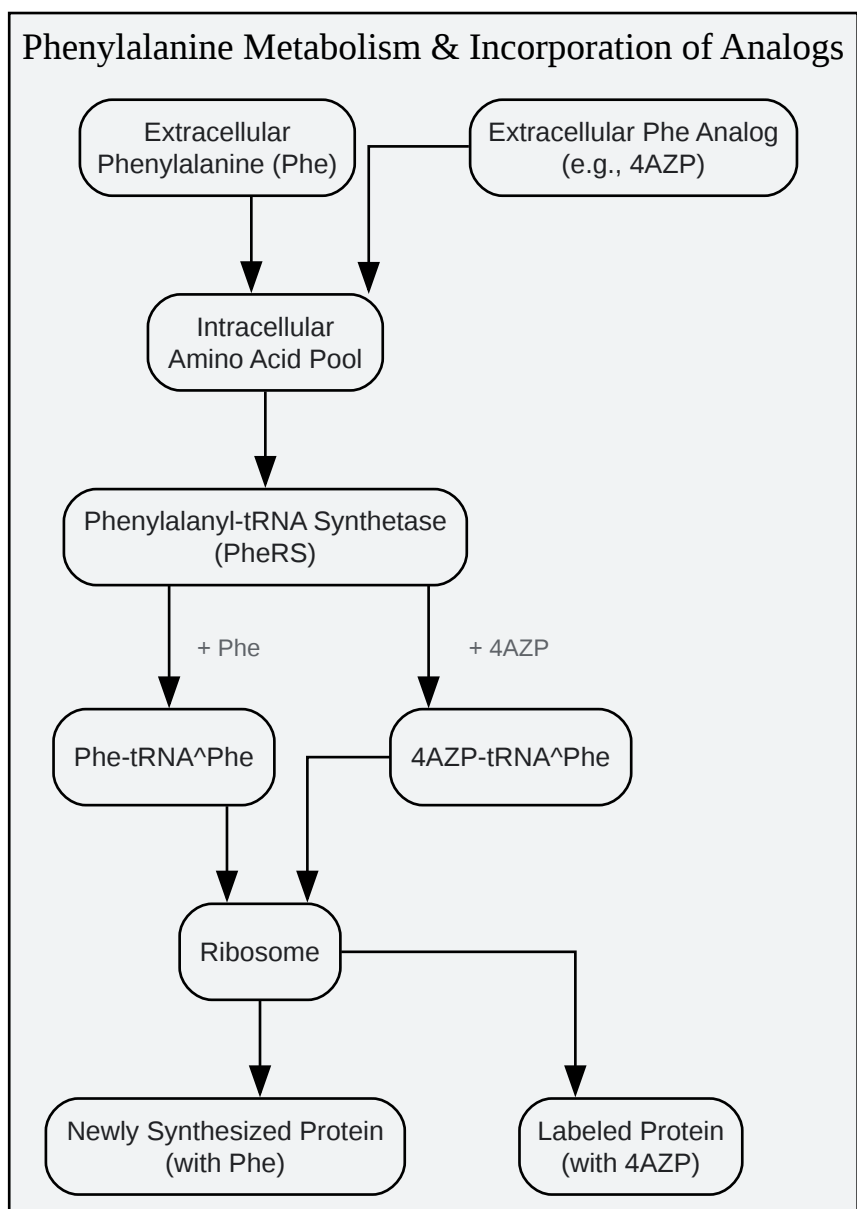 Phenylalanine Metabolism & Incorporation of Analogs
Extracellular
Phenylalanine (Phe)
Extracellular Phe Analog
(e.g., 4AZP)
Intracellular
Amino Acid Pool
Phenylalanyl-tRNA Synthetase
(PheRS)
+ Phe
+ 4AZP
Phe-tRNA^Phe
4AZP-tRNA^Phe
Ribosome
Newly Synthesized Protein
(with Phe)
Labeled Protein
(with 4AZP)